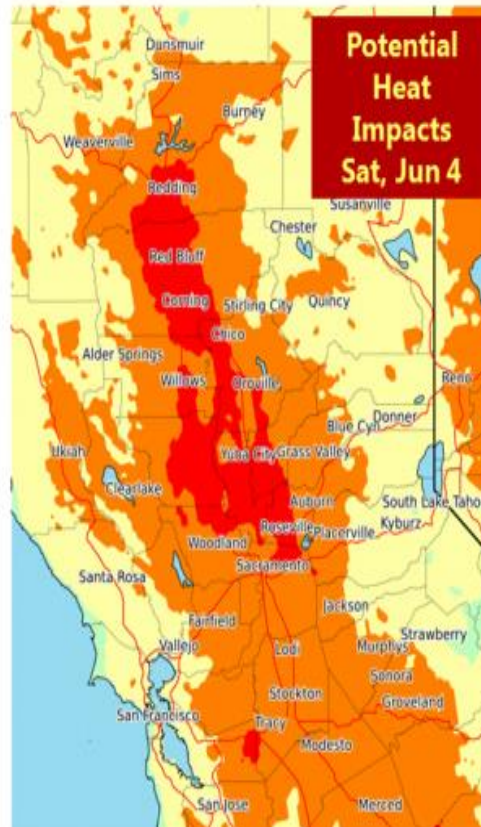 Potential
Heat
Impacts
Sat, Jun 4
Dunsmuir
Sims
Burney
Weaverville
Redding
Susanville
Chester
Red Bluff
Corning
Stirling City
Quincy
Chico
Alder Springs
Willows
Oroville
Reno
Donner
Blue Cyn
Ukiah
Yuba City
Grass Valley
Clearlake
Auburn
South Lake Taho
Roseville
Placerville
Kyburz
Woodland
Sacramento
Santa Rosa
Jackson
Fairfield
Strawberry
Vallejo
Lodi
Murphys
Sonora
Stockton
Groveland
San Francisco
Tracy
Modesto
San Jose
Merced